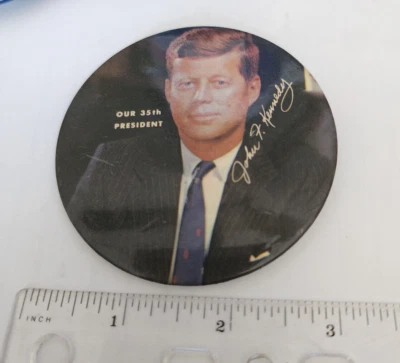 OUR 35th
PRESIDENT
John F. Kennedy
INCH
1
2
3